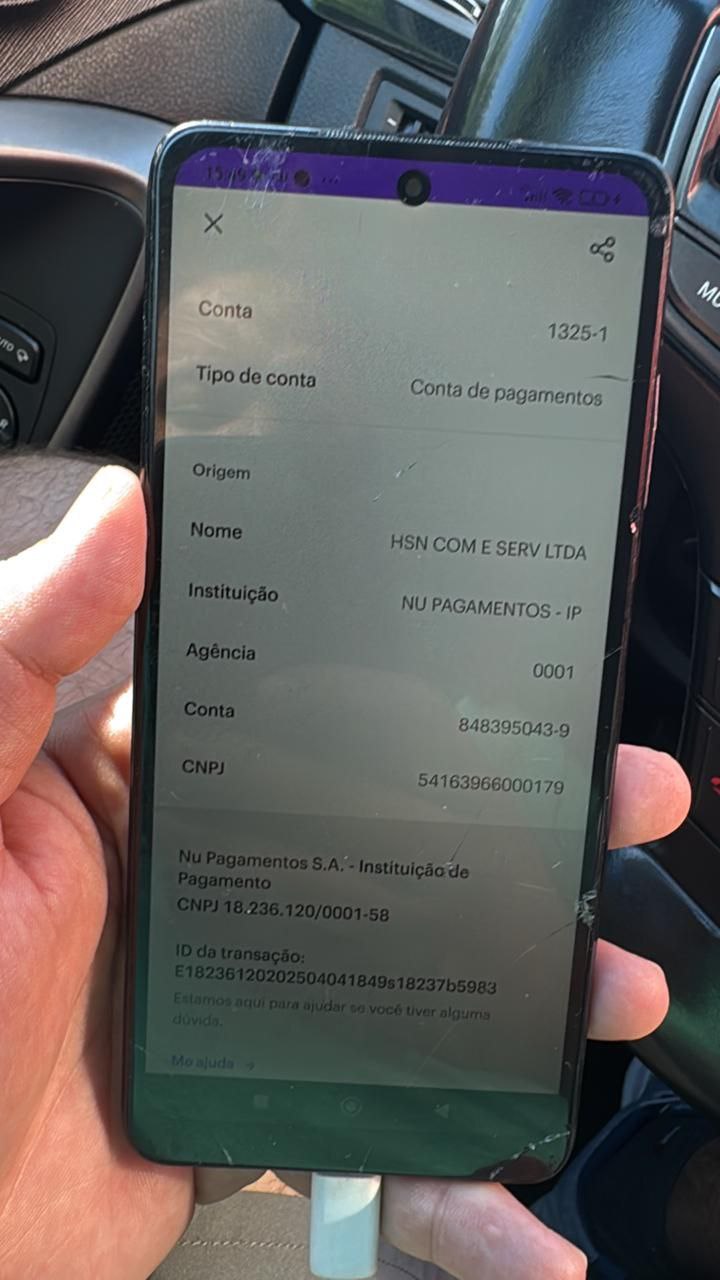 Conta 1325-1
Tipo de conta Conta de pagamentos
Origem
Nome HSN COM E SERV LTDA
Instituição NU PAGAMENTOS - IP
Agência 0001
Conta 848395043-9
CNPJ 54163966000179
Nu Pagamentos S.A. - Instituição de
Pagamento
CNPJ 18.236.120/0001-58
ID da transação:
E18236120202504041849s18237b5983
Estamos aqui para ajudar se você tiver alguma
dúvida.
Me ajuda →